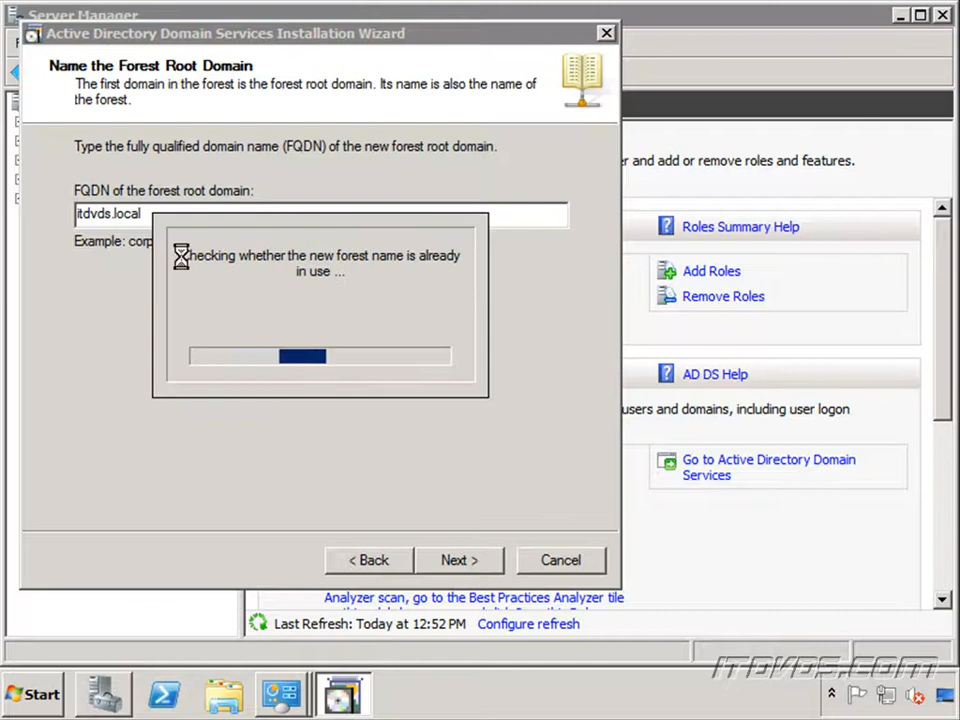 Server Manager
Active Directory Domain Services Installation Wizard
Name the Forest Root Domain
The first domain in the forest is the forest root domain. Its name is also the name of
the forest.
Type the fully qualified domain name (FQDN) of the new forest root domain.
FQDN of the forest root domain:
itdvds.local
Example: corp
Checking whether the new forest name is already
in use ...
< Back
Next >
Cancel
er and add or remove roles and features.
Roles Summary Help
Add Roles
Remove Roles
AD DS Help
users and domains, including user logon
Go to Active Directory Domain
Services
Analyzer scan, go to the Best Practices Analyzer tile
Last Refresh: Today at 12:52 PM
Configure refresh
ITDVDS.COM
Start